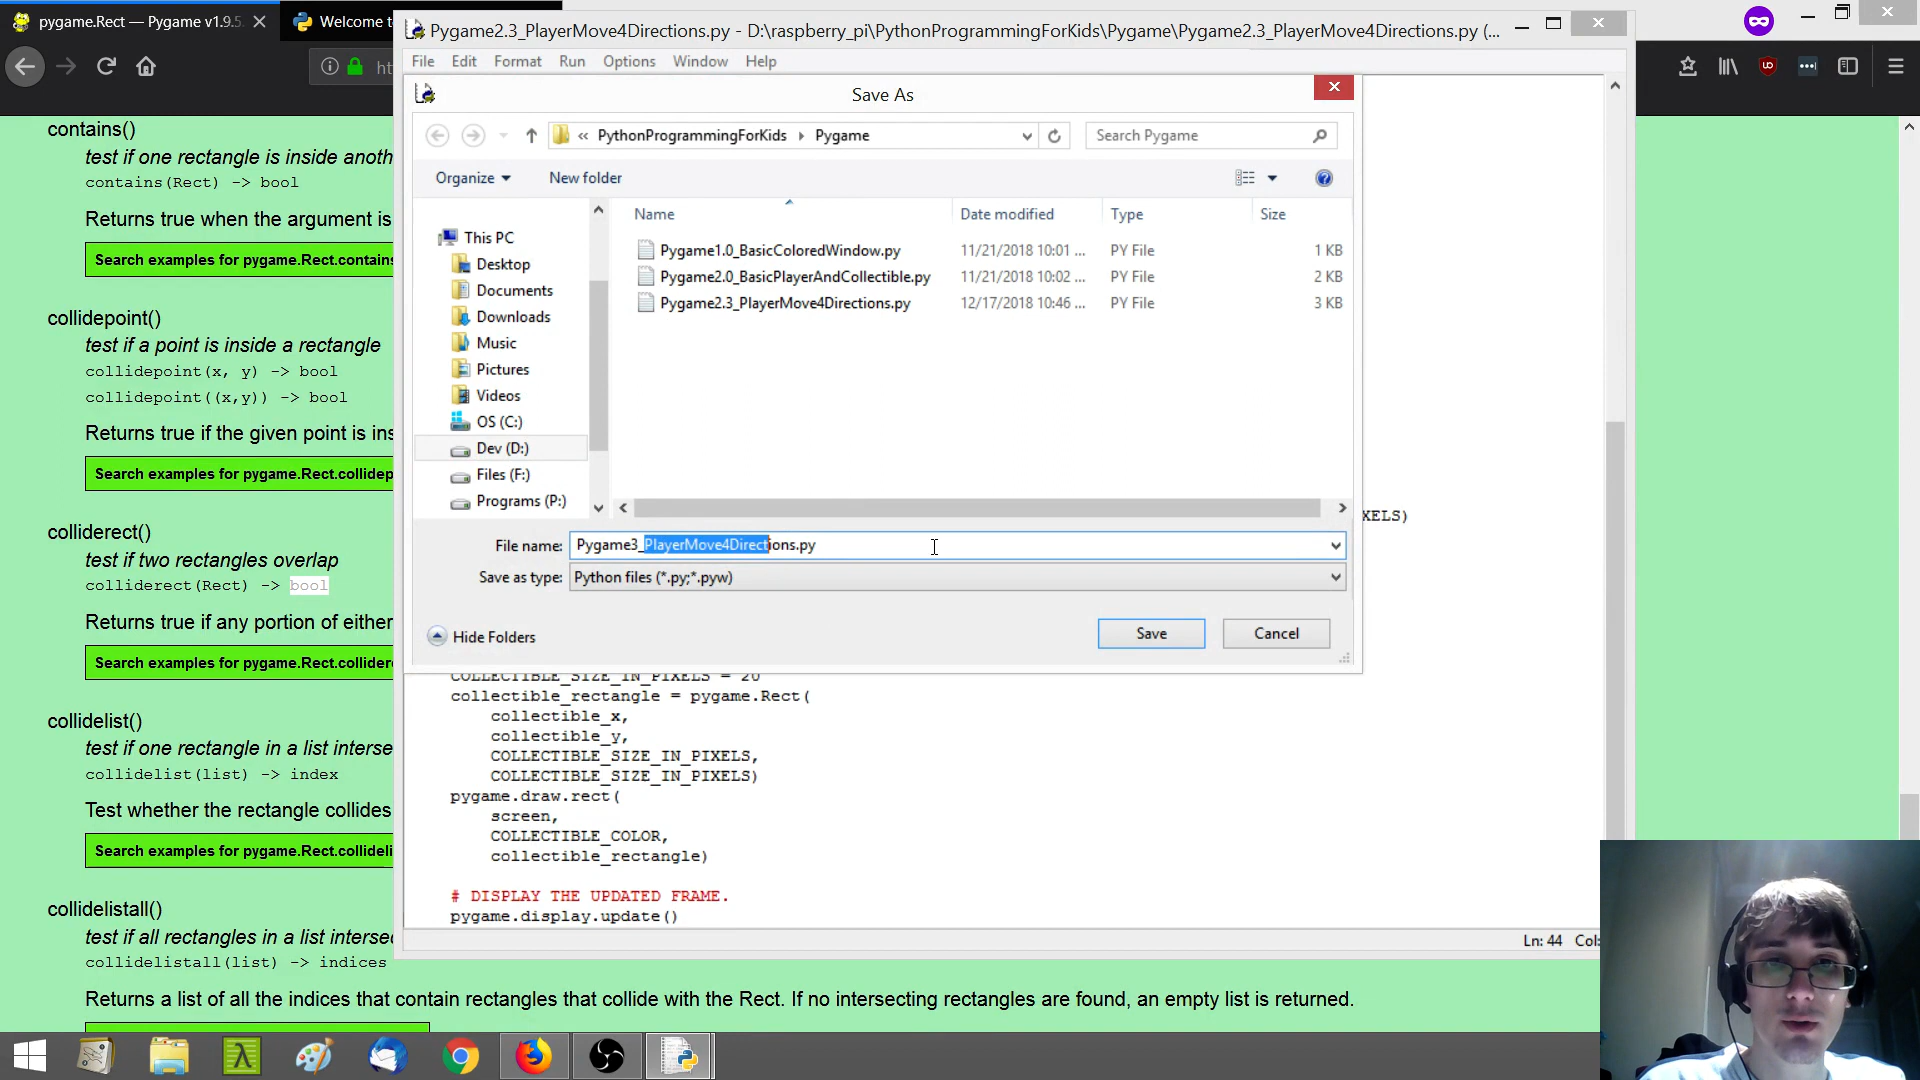 pygame.Rect — Pygame v1.9.5.
Welcome to
Pygame2.3_PlayerMove4Directions.py - D:\raspberry_pi\PythonProgrammingForKids\Pygame\Pygame2.3_PlayerMove4Directions.py (...
File Edit Format Run Options Window Help
Save As
« PythonProgrammingForKids › Pygame
Search Pygame
Organize
New folder
Name Date modified Type Size
This PC
Desktop
Documents
Downloads
Music
Pictures
Videos
OS (C:)
Dev (D:)
Files (F:)
Programs (P:)
Pygame1.0_BasicColoredWindow.py 11/21/2018 10:01 ... PY File 1 KB
Pygame2.0_BasicPlayerAndCollectible.py 11/21/2018 10:02 ... PY File 2 KB
Pygame2.3_PlayerMove4Directions.py 12/17/2018 10:46 ... PY File 3 KB
File name: Pygame3_PlayerMove4Directions.py
Save as type: Python files (*.py;*.pyw)
Hide Folders
Save
Cancel
XELS)
COLLECTIBLE_SIZE_IN_PIXELS = 20
collectible_rectangle = pygame.Rect(
collectible_x,
collectible_y,
COLLECTIBLE_SIZE_IN_PIXELS,
COLLECTIBLE_SIZE_IN_PIXELS)
pygame.draw.rect(
screen,
COLLECTIBLE_COLOR,
collectible_rectangle)
# DISPLAY THE UPDATED FRAME.
pygame.display.update()
Ln: 44 Col:
contains()
test if one rectangle is inside anoth
contains(Rect) -> bool
Returns true when the argument is
Search examples for pygame.Rect.contains
collidepoint()
test if a point is inside a rectangle
collidepoint(x, y) -> bool
collidepoint((x,y)) -> bool
Returns true if the given point is ins
Search examples for pygame.Rect.collidep
colliderect()
test if two rectangles overlap
colliderect(Rect) -> bool
Returns true if any portion of either
Search examples for pygame.Rect.collidere
collidelist()
test if one rectangle in a list interse
collidelist(list) -> index
Test whether the rectangle collides
Search examples for pygame.Rect.collideli
collidelistall()
test if all rectangles in a list intersec
collidelistall(list) -> indices
Returns a list of all the indices that contain rectangles that collide with the Rect. If no intersecting rectangles are found, an empty list is returned.